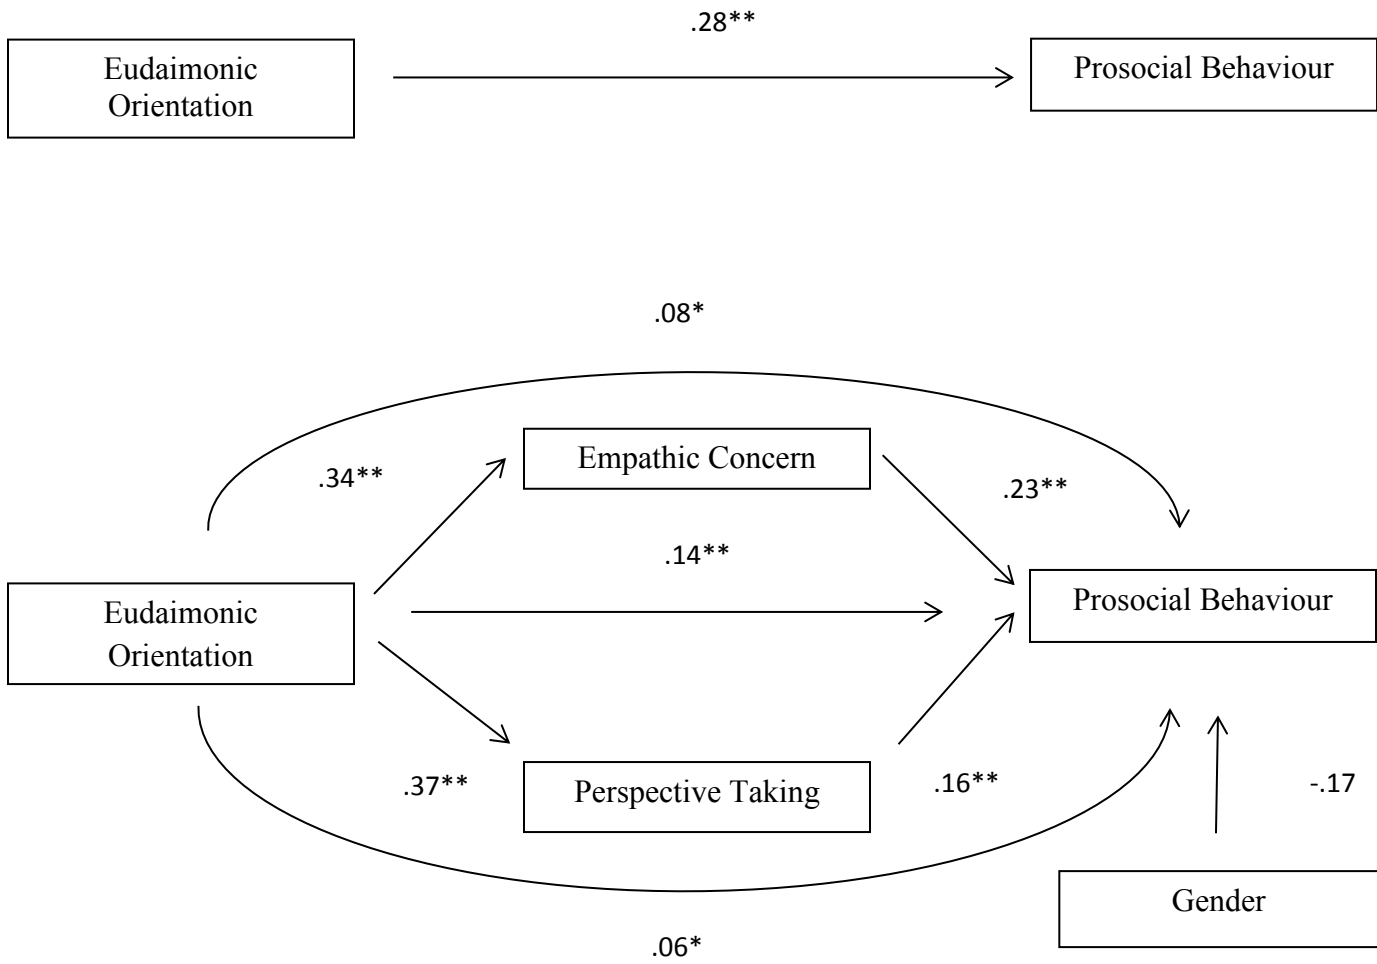 .28**
Eudaimonic
Orientation
Prosocial Behaviour
.08*
Empathic Concern
.34**
.23**
.14**
Eudaimonic
Orientation
Prosocial Behaviour
.37**
Perspective Taking
.16**
-.17
Gender
.06*